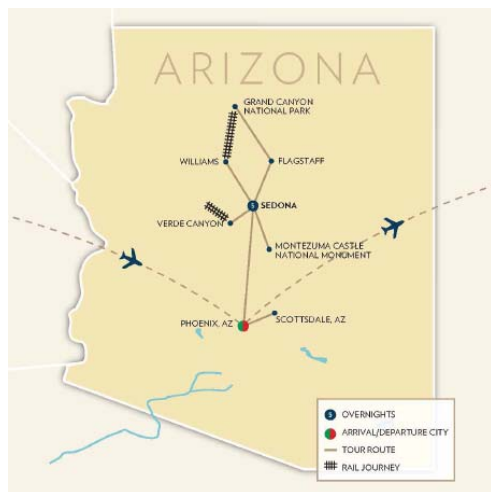 ARIZONA
GRAND CANYON
NATIONAL PARK
WILLIAMS
FLAGSTAFF
5 SEDONA
VERDE CANYON
MONTEZUMA CASTLE
NATIONAL MONUMENT
PHOENIX, AZ
SCOTTSDALE, AZ
5 OVERNIGHTS
ARRIVAL/DEPARTURE CITY
TOUR ROUTE
RAIL JOURNEY